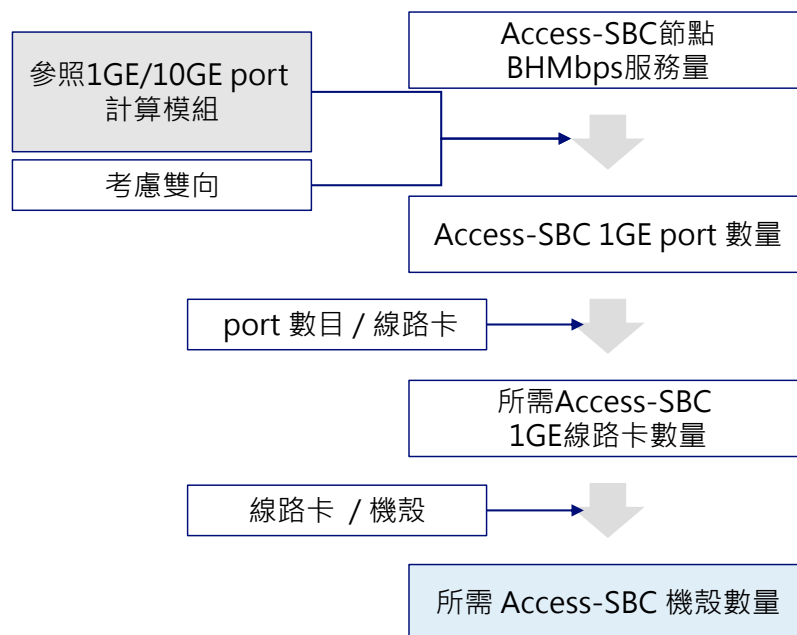 Access-SBC節點
BHMbps服務量
參照1GE/10GE port
計算模組
考慮雙向
Access-SBC 1GE port 數量
port 數目 / 線路卡
所需Access-SBC
1GE線路卡數量
線路卡 / 機殼
所需 Access-SBC 機殼數量